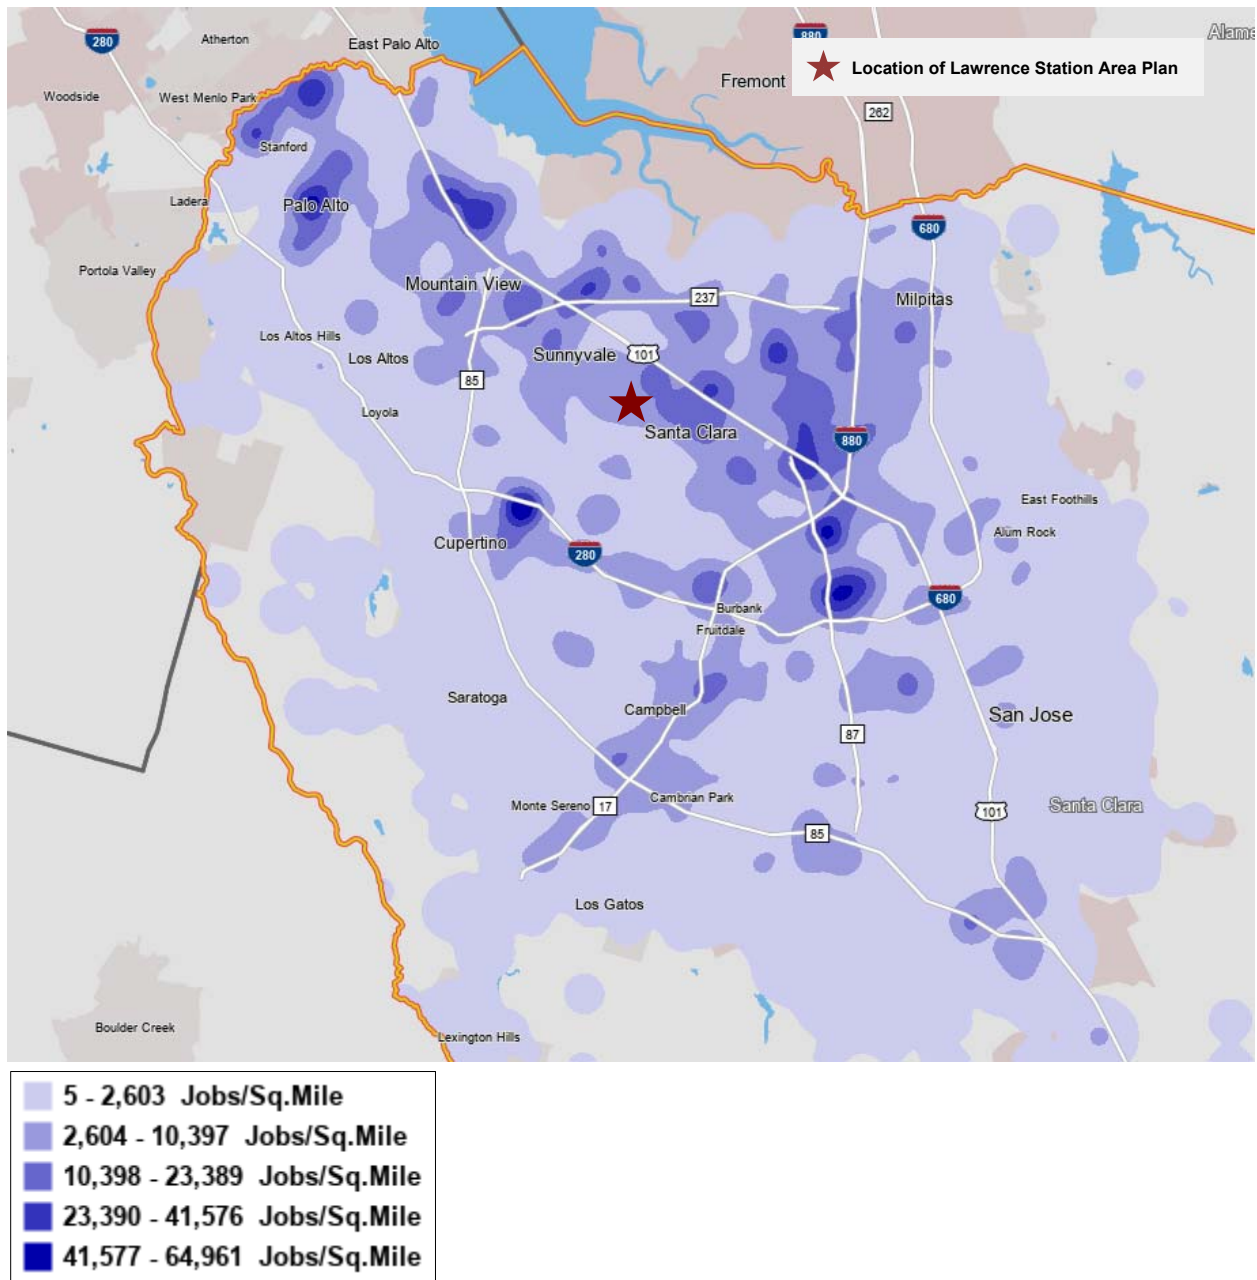 280
Atherton
East Palo Alto
880
Alame
Location of Lawrence Station Area Plan
Woodside
West Menlo Park
Fremont
262
Stanford
Ladera
Palo Alto
680
Portola Valley
Mountain View
237
Milpitas
Los Altos Hills
Los Altos
Sunnyvale
101
85
Loyola
Santa Clara
880
East Foothills
Alum Rock
Cupertino
280
680
Burbank
Fruitdale
Saratoga
Campbell
San Jose
87
Monte Sereno
17
Cambrian Park
Santa Clara
101
85
Los Gatos
Boulder Creek
Lexington Hills
5 - 2,603 Jobs/Sq.Mile
2,604 - 10,397 Jobs/Sq.Mile
10,398 - 23,389 Jobs/Sq.Mile
23,390 - 41,576 Jobs/Sq.Mile
41,577 - 64,961 Jobs/Sq.Mile